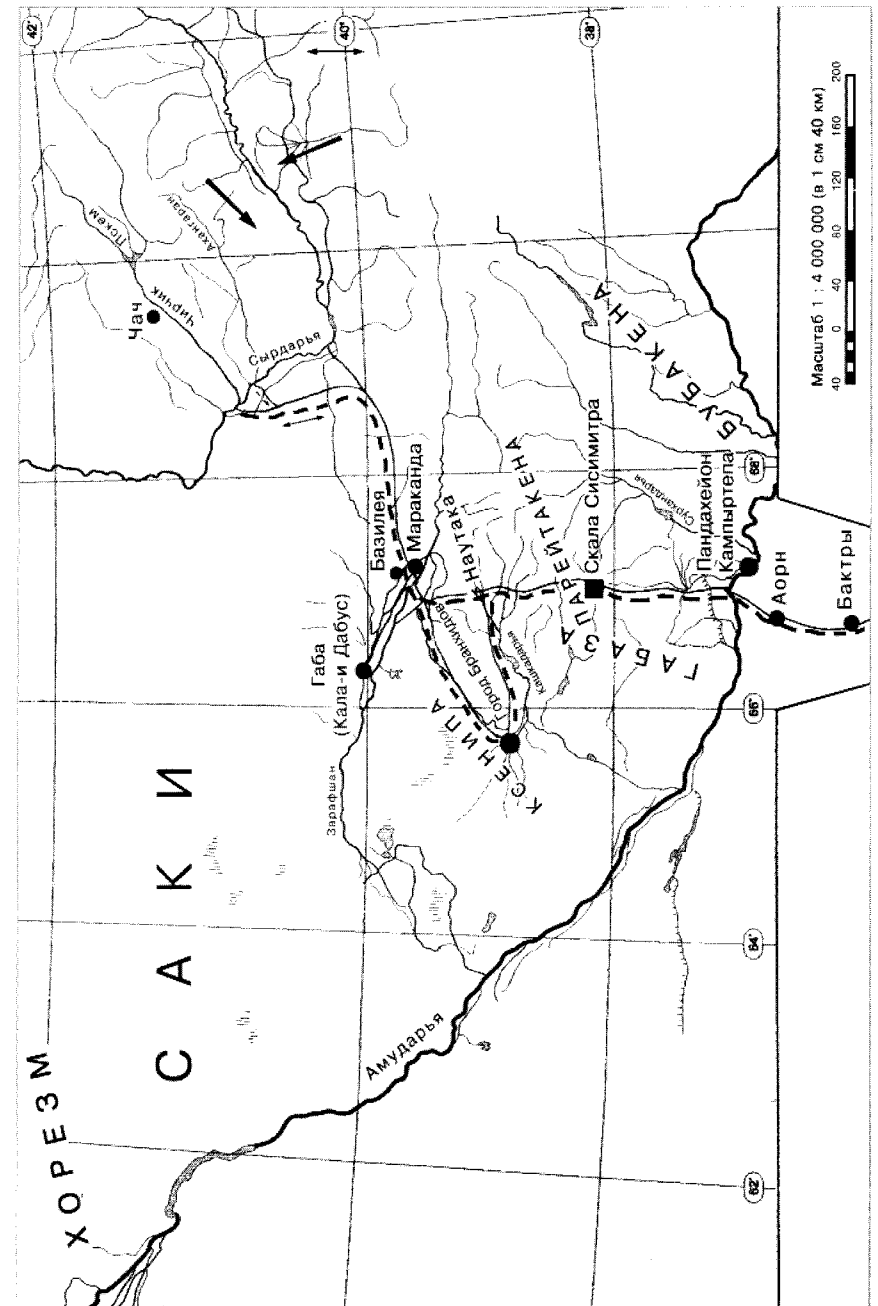 ХОРЕЗМ
САКИ
42°
40°
38°
Пскем
Ахангаран
Чирчик
Чач
Сырдарья
Базилея
Мараканда
Габа
(Кала-и Дабус)
Зарафшан
Наутака
Город Бранхидов
Кашкадарья
КСЕНИПА
ПАРЕЙТАКЕНА
Скала Сисимитра
ГАБАЗА
БУБАКЕНА
Сурхандарья
Пандахейон
Кампыртепа
Аорн
Бактры
Амударья
62°
64°
66°
68°
Масштаб 1 : 4 000 000 (в 1 см 40 км)
40 0 40 80 120 160 200